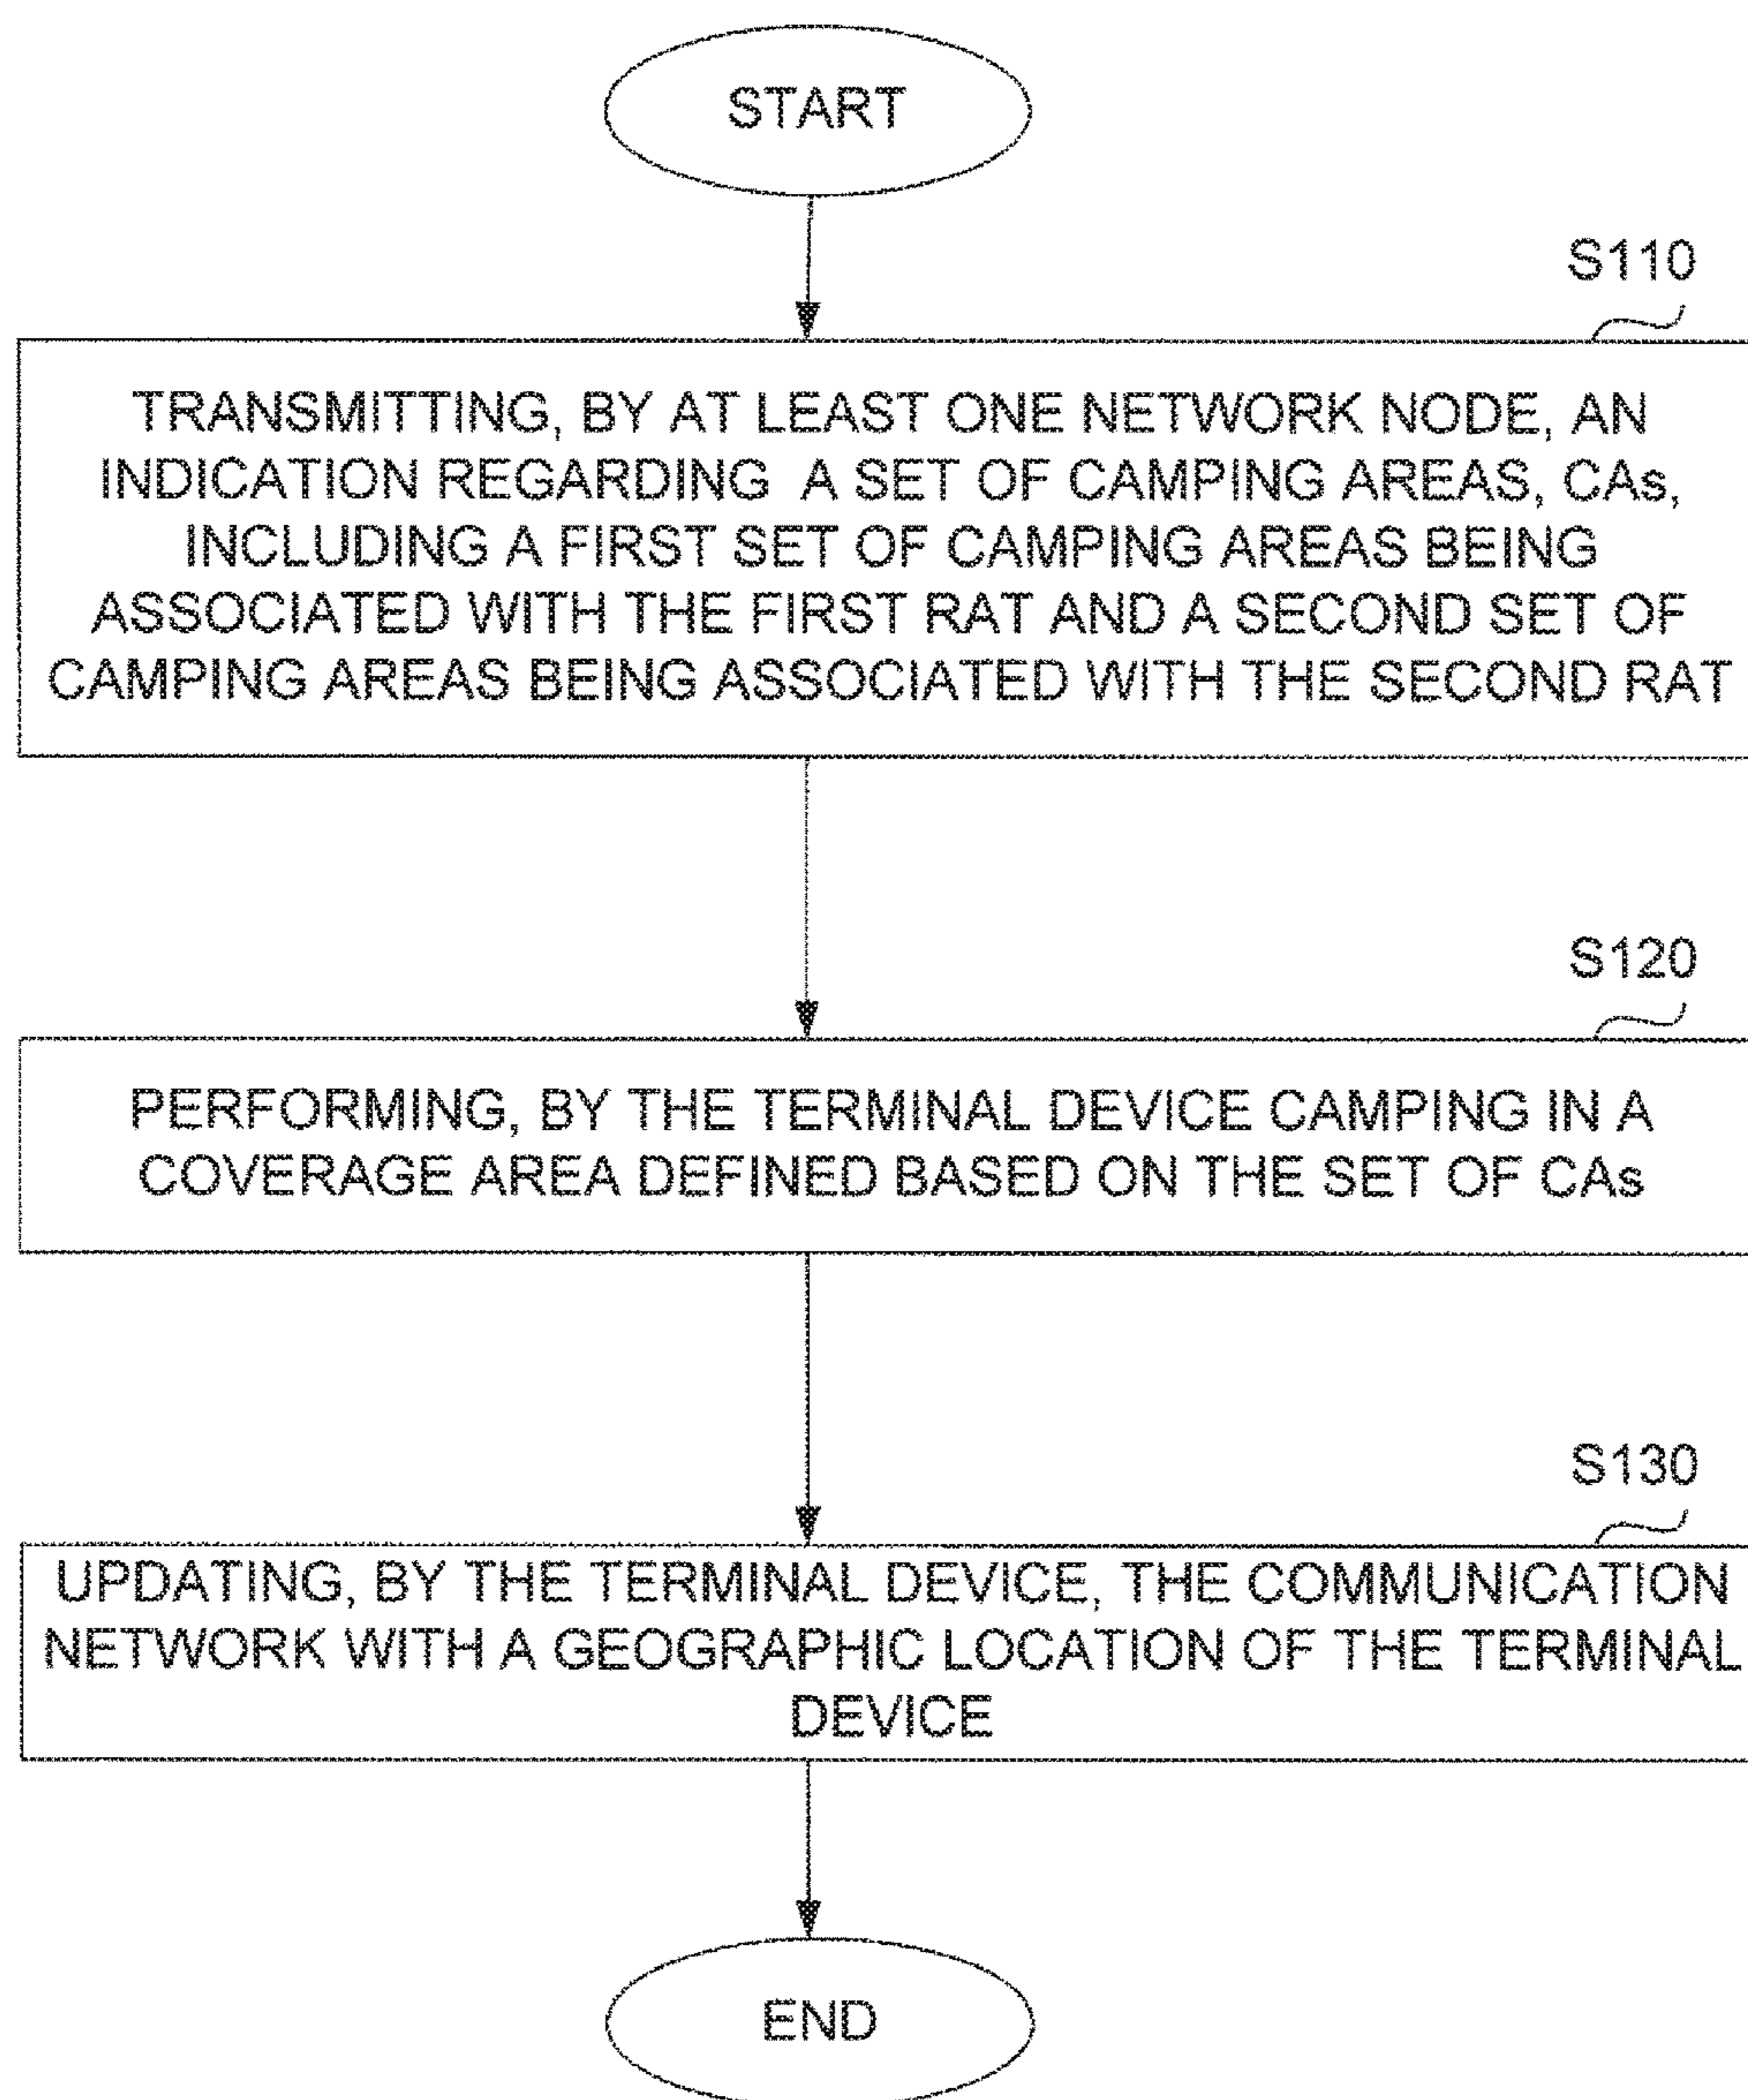 START
S110
TRANSMITTING, BY AT LEAST ONE NETWORK NODE, AN
INDICATION REGARDING A SET OF CAMPING AREAS, CAs,
INCLUDING A FIRST SET OF CAMPING AREAS BEING
ASSOCIATED WITH THE FIRST RAT AND A SECOND SET OF
CAMPING AREAS BEING ASSOCIATED WITH THE SECOND RAT
S120
PERFORMING, BY THE TERMINAL DEVICE CAMPING IN A
COVERAGE AREA DEFINED BASED ON THE SET OF CAs
S130
UPDATING, BY THE TERMINAL DEVICE, THE COMMUNICATION
NETWORK WITH A GEOGRAPHIC LOCATION OF THE TERMINAL
DEVICE
END